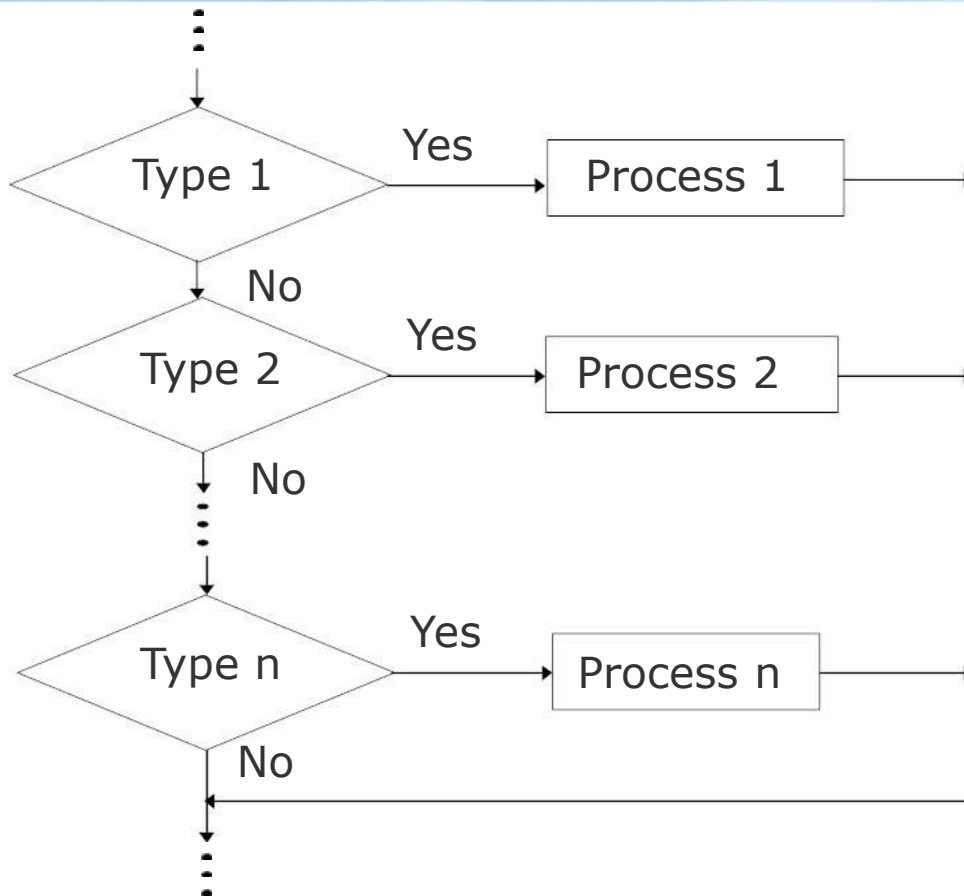 Type 1
Yes
Process 1
No
Type 2
Yes
Process 2
No
Type n
Yes
Process n
No